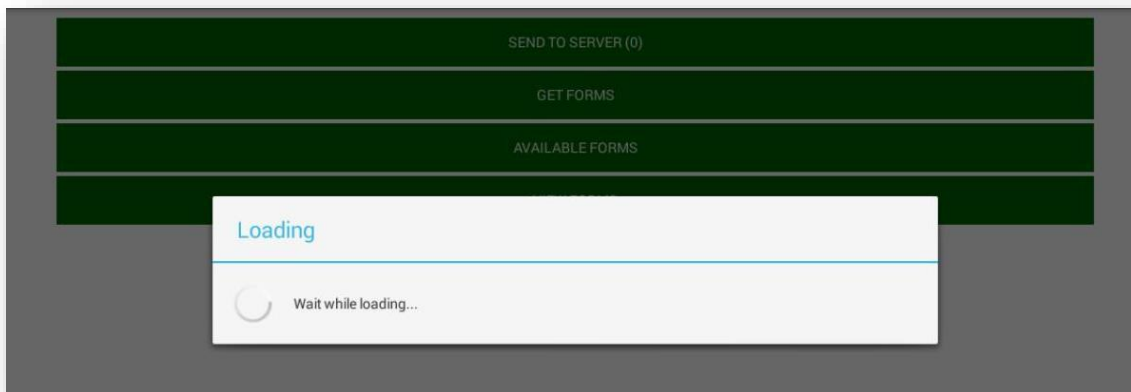 SEND TO SERVER (0)
GET FORMS
AVAILABLE FORMS
Loading
Wait while loading...